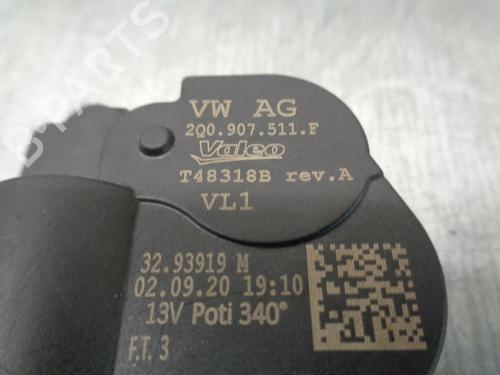 VW AG
2Q0.907.511.F
Valeo
T48318B rev.A
VL1
32.93919 M
02.09.20 19:10
13V Poti 340°
F.T. 3
B-PARTS